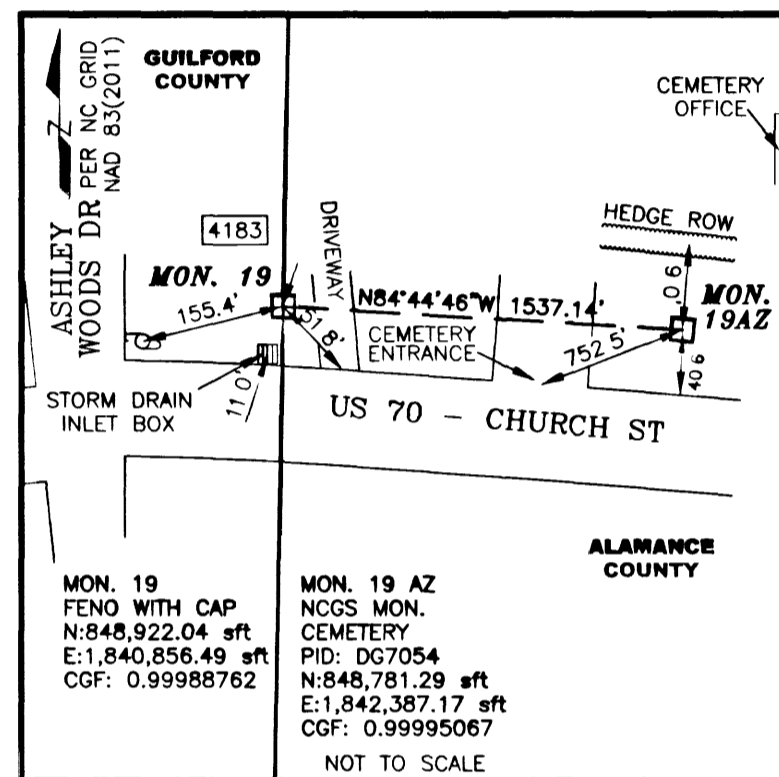 GUILFORD
COUNTY
Z
PER NC GRID
NAD 83(2011)
ASHLEY
WOODS DR
CEMETERY
OFFICE
4183
DRIVEWAY
HEDGE ROW
MON. 19
155.4'
51.8'
N84°44'46"W 1537.14'
9.0'
MON.
19AZ
CEMETERY
ENTRANCE
752 5'
40 6
STORM DRAIN
INLET BOX
11 0'
US 70 - CHURCH ST
ALAMANCE
COUNTY
MON. 19
FENO WITH CAP
N:848,922.04 sft
E:1,840,856.49 sft
CGF: 0.99988762
MON. 19 AZ
NCGS MON.
CEMETERY
PID: DG7054
N:848,781.29 sft
E:1,842,387.17 sft
CGF: 0.99995067
NOT TO SCALE